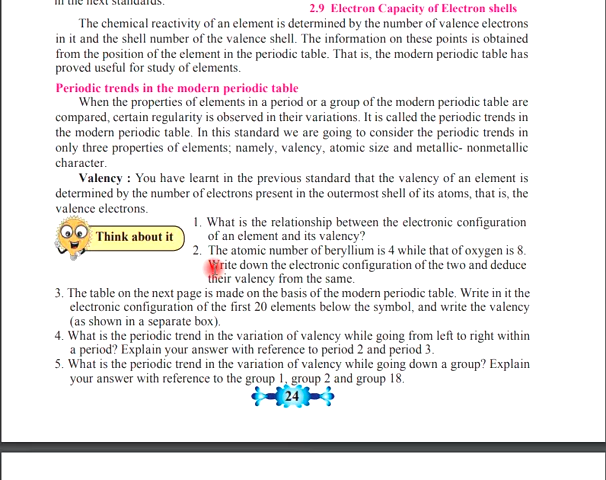 in the next standards.
2.9 Electron Capacity of Electron shells
The chemical reactivity of an element is determined by the number of valence electrons
in it and the shell number of the valence shell. The information on these points is obtained
from the position of the element in the periodic table. That is, the modern periodic table has
proved useful for study of elements.
Periodic trends in the modern periodic table
When the properties of elements in a period or a group of the modern periodic table are
compared, certain regularity is observed in their variations. It is called the periodic trends in
the modern periodic table. In this standard we are going to consider the periodic trends in
only three properties of elements; namely, valency, atomic size and metallic- nonmetallic
character.
Valency : You have learnt in the previous standard that the valency of an element is
determined by the number of electrons present in the outermost shell of its atoms, that is, the
valence electrons.
Think about it
1. What is the relationship between the electronic configuration
of an element and its valency?
2. The atomic number of beryllium is 4 while that of oxygen is 8.
Write down the electronic configuration of the two and deduce
their valency from the same.
3. The table on the next page is made on the basis of the modern periodic table. Write in it the
electronic configuration of the first 20 elements below the symbol, and write the valency
(as shown in a separate box).
4. What is the periodic trend in the variation of valency while going from left to right within
a period? Explain your answer with reference to period 2 and period 3.
5. What is the periodic trend in the variation of valency while going down a group? Explain
your answer with reference to the group 1, group 2 and group 18.
24